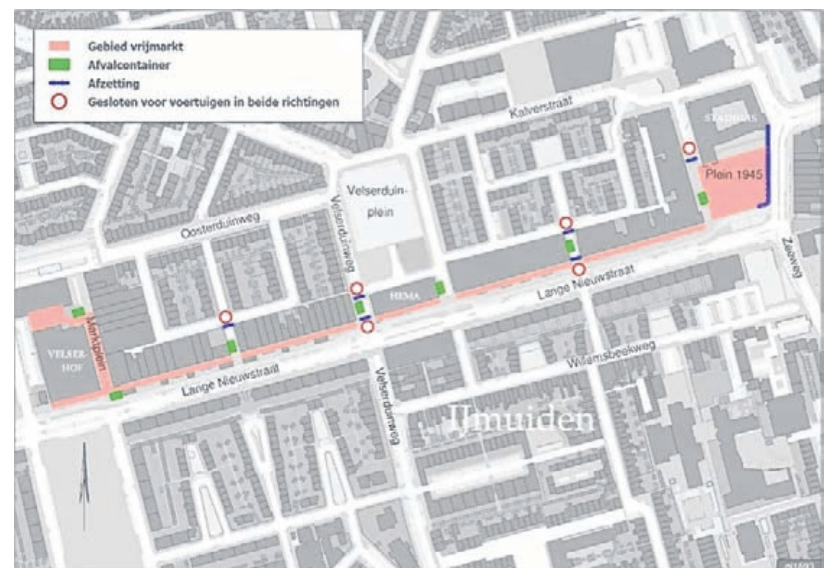 Gebied vrijmarkt
Afvalcontainer
Afzetting
Gesloten voor voertuigen in beide richtingen
Kalverstraat
STADHUIS
Plein 1945
Velserduin-
plein
Oosterduinweg
Velserduinweg
Zeeweg
HEMA
Lange Nieuwstraat
Marktplein
VELSER-
HOF
Willemsbeekweg
Lange Nieuwstraat
Velserduinweg
IJmuiden